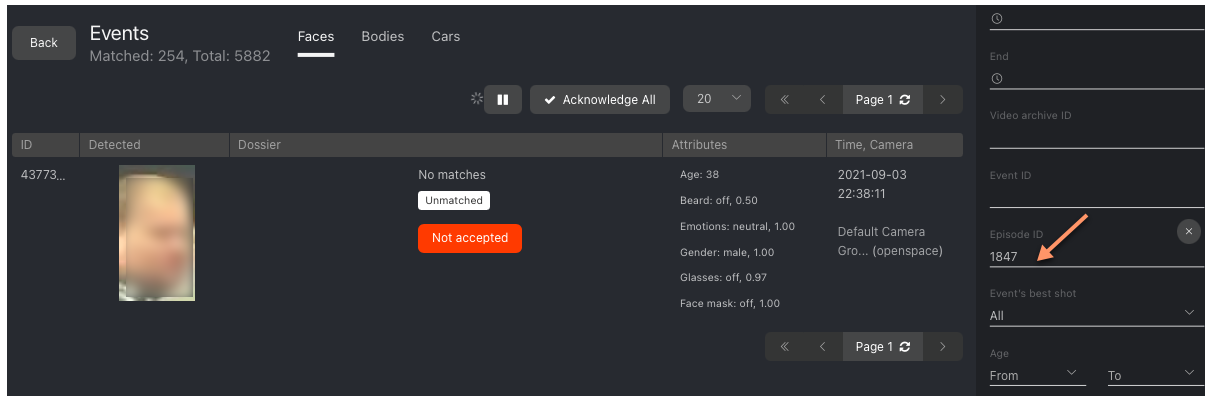 Back
Events
Matched: 254, Total: 5882
Faces Bodies Cars
Acknowledge All
20
Page 1
ID Detected Dossier Attributes Time, Camera
43773...
No matches
Unmatched
Not accepted
Age: 38
Beard: off, 0.50
Emotions: neutral, 1.00
Gender: male, 1.00
Glasses: off, 0.97
Face mask: off, 1.00
2021-09-03
22:38:11
Default Camera
Gro... (openspace)
Page 1
End
Video archive ID
Event ID
Episode ID
1847
Event's best shot
All
Age
From To